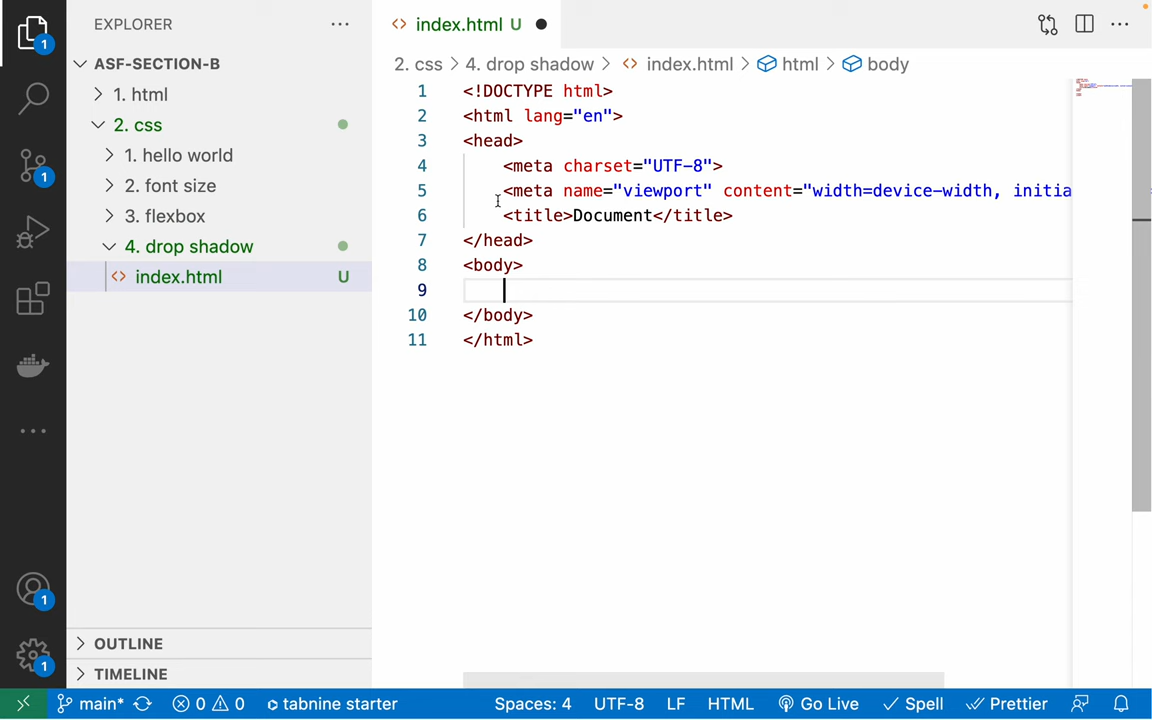 EXPLORER
index.html U
ASF-SECTION-B
1. html
2. css
1. hello world
2. font size
3. flexbox
4. drop shadow
index.html U
OUTLINE
TIMELINE
2. css > 4. drop shadow > index.html > html > body
1 <!DOCTYPE html>
2 <html lang="en">
3 <head>
4 <meta charset="UTF-8">
5 <meta name="viewport" content="width=device-width, initia
6 <title>Document</title>
7 </head>
8 <body>
9
10 </body>
11 </html>
1
1
1
1
main* 0 0 tabnine starter Spaces: 4 UTF-8 LF HTML Go Live Spell Prettier